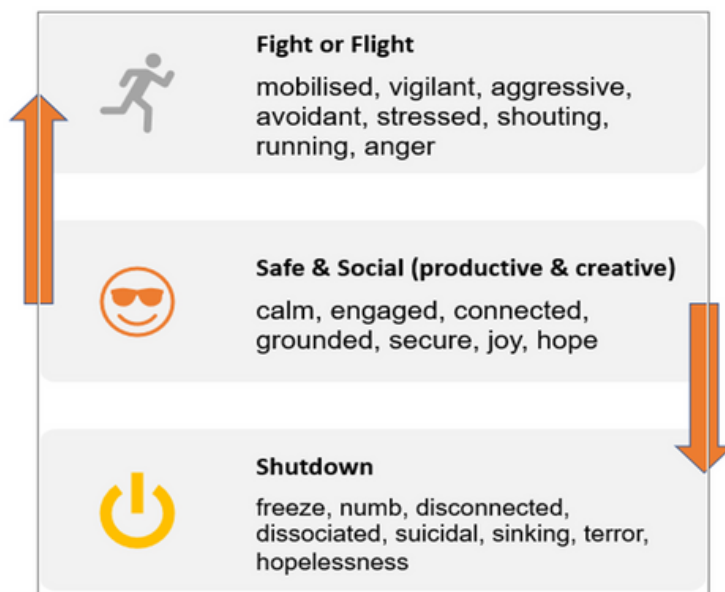 Fight or Flight
mobilised, vigilant, aggressive,
avoidant, stressed, shouting,
running, anger
Safe & Social (productive & creative)
calm, engaged, connected,
grounded, secure, joy, hope
Shutdown
freeze, numb, disconnected,
dissociated, suicidal, sinking, terror,
hopelessness